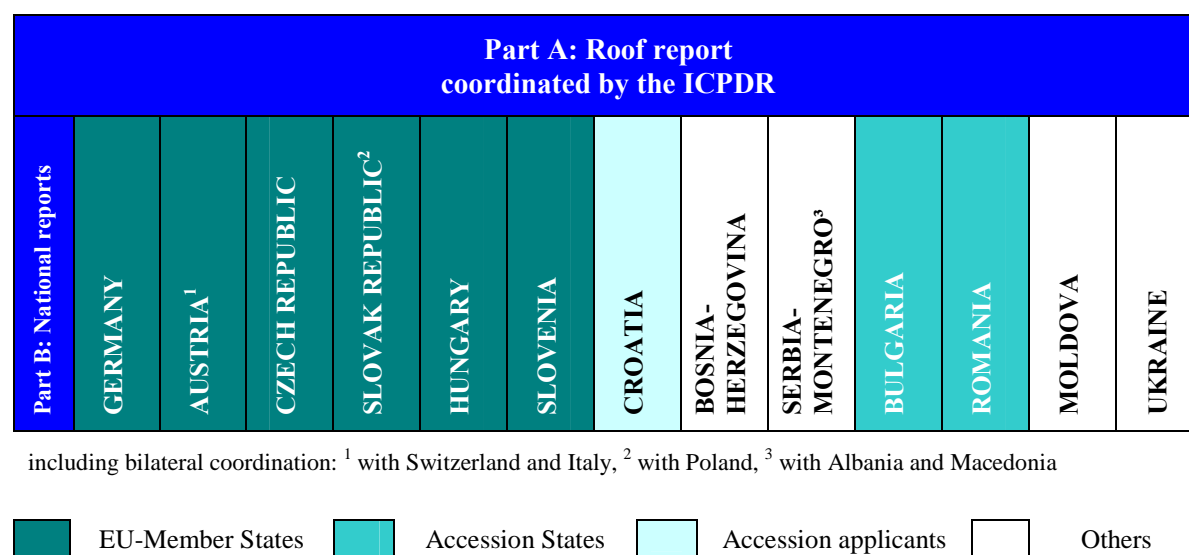 Part A: Roof report
coordinated by the ICPDR
Part B: National reports
GERMANY
AUSTRIA¹
CZECH REPUBLIC
SLOVAK REPUBLIC²
HUNGARY
SLOVENIA
CROATIA
BOSNIA-
HERZEGOVINA
SERBIA-
MONTENEGRO³
BULGARIA
ROMANIA
MOLDOVA
UKRAINE
including bilateral coordination: ¹ with Switzerland and Italy, ² with Poland, ³ with Albania and Macedonia
EU-Member States Accession States Accession applicants Others